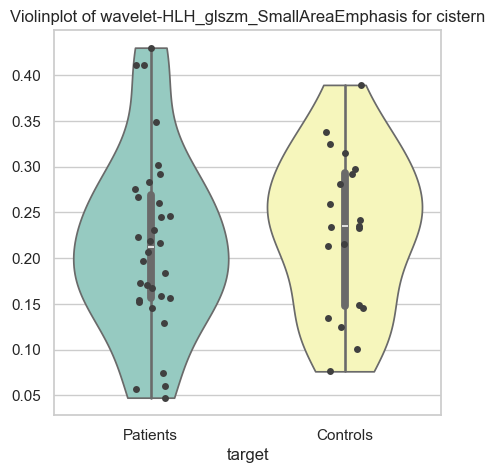 Violinplot of wavelet-HLH_glszm_SmallAreaEmphasis for cistern
0.40
0.35
0.30
0.25
0.20
0.15
0.10
0.05
Patients Controls
target